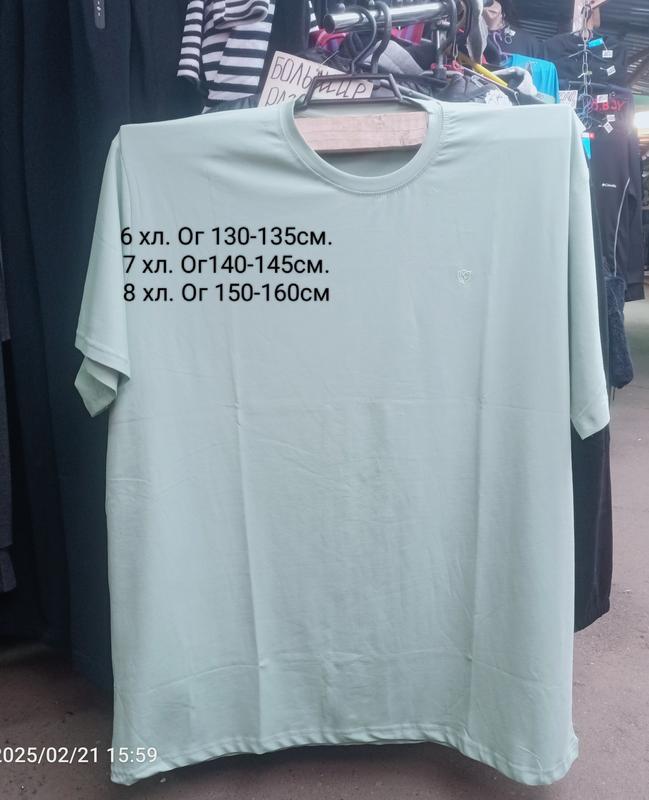 БОЛЬШ
6 хл. Ог 130-135см.
7 хл. Ог140-145см.
8 хл. Ог 150-160см
2025/02/21 15:59